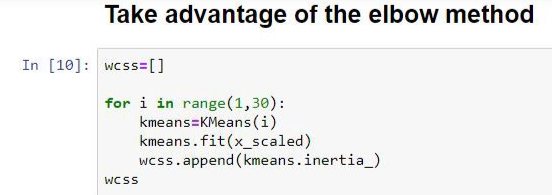 Take advantage of the elbow method
In [10]: wcss=[]
for i in range(1,30):
    kmeans=KMeans(i)
    kmeans.fit(x_scaled)
    wcss.append(kmeans.inertia_)
wcss